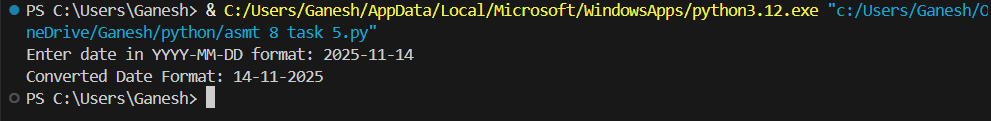 PS C:\Users\Ganesh> & C:/Users/Ganesh/AppData/Local/Microsoft/WindowsApps/python3.12.exe "c:/Users/Ganesh/O
neDrive/Ganesh/python/asmt 8 task 5.py"
Enter date in YYYY-MM-DD format: 2025-11-14
Converted Date Format: 14-11-2025
PS C:\Users\Ganesh>